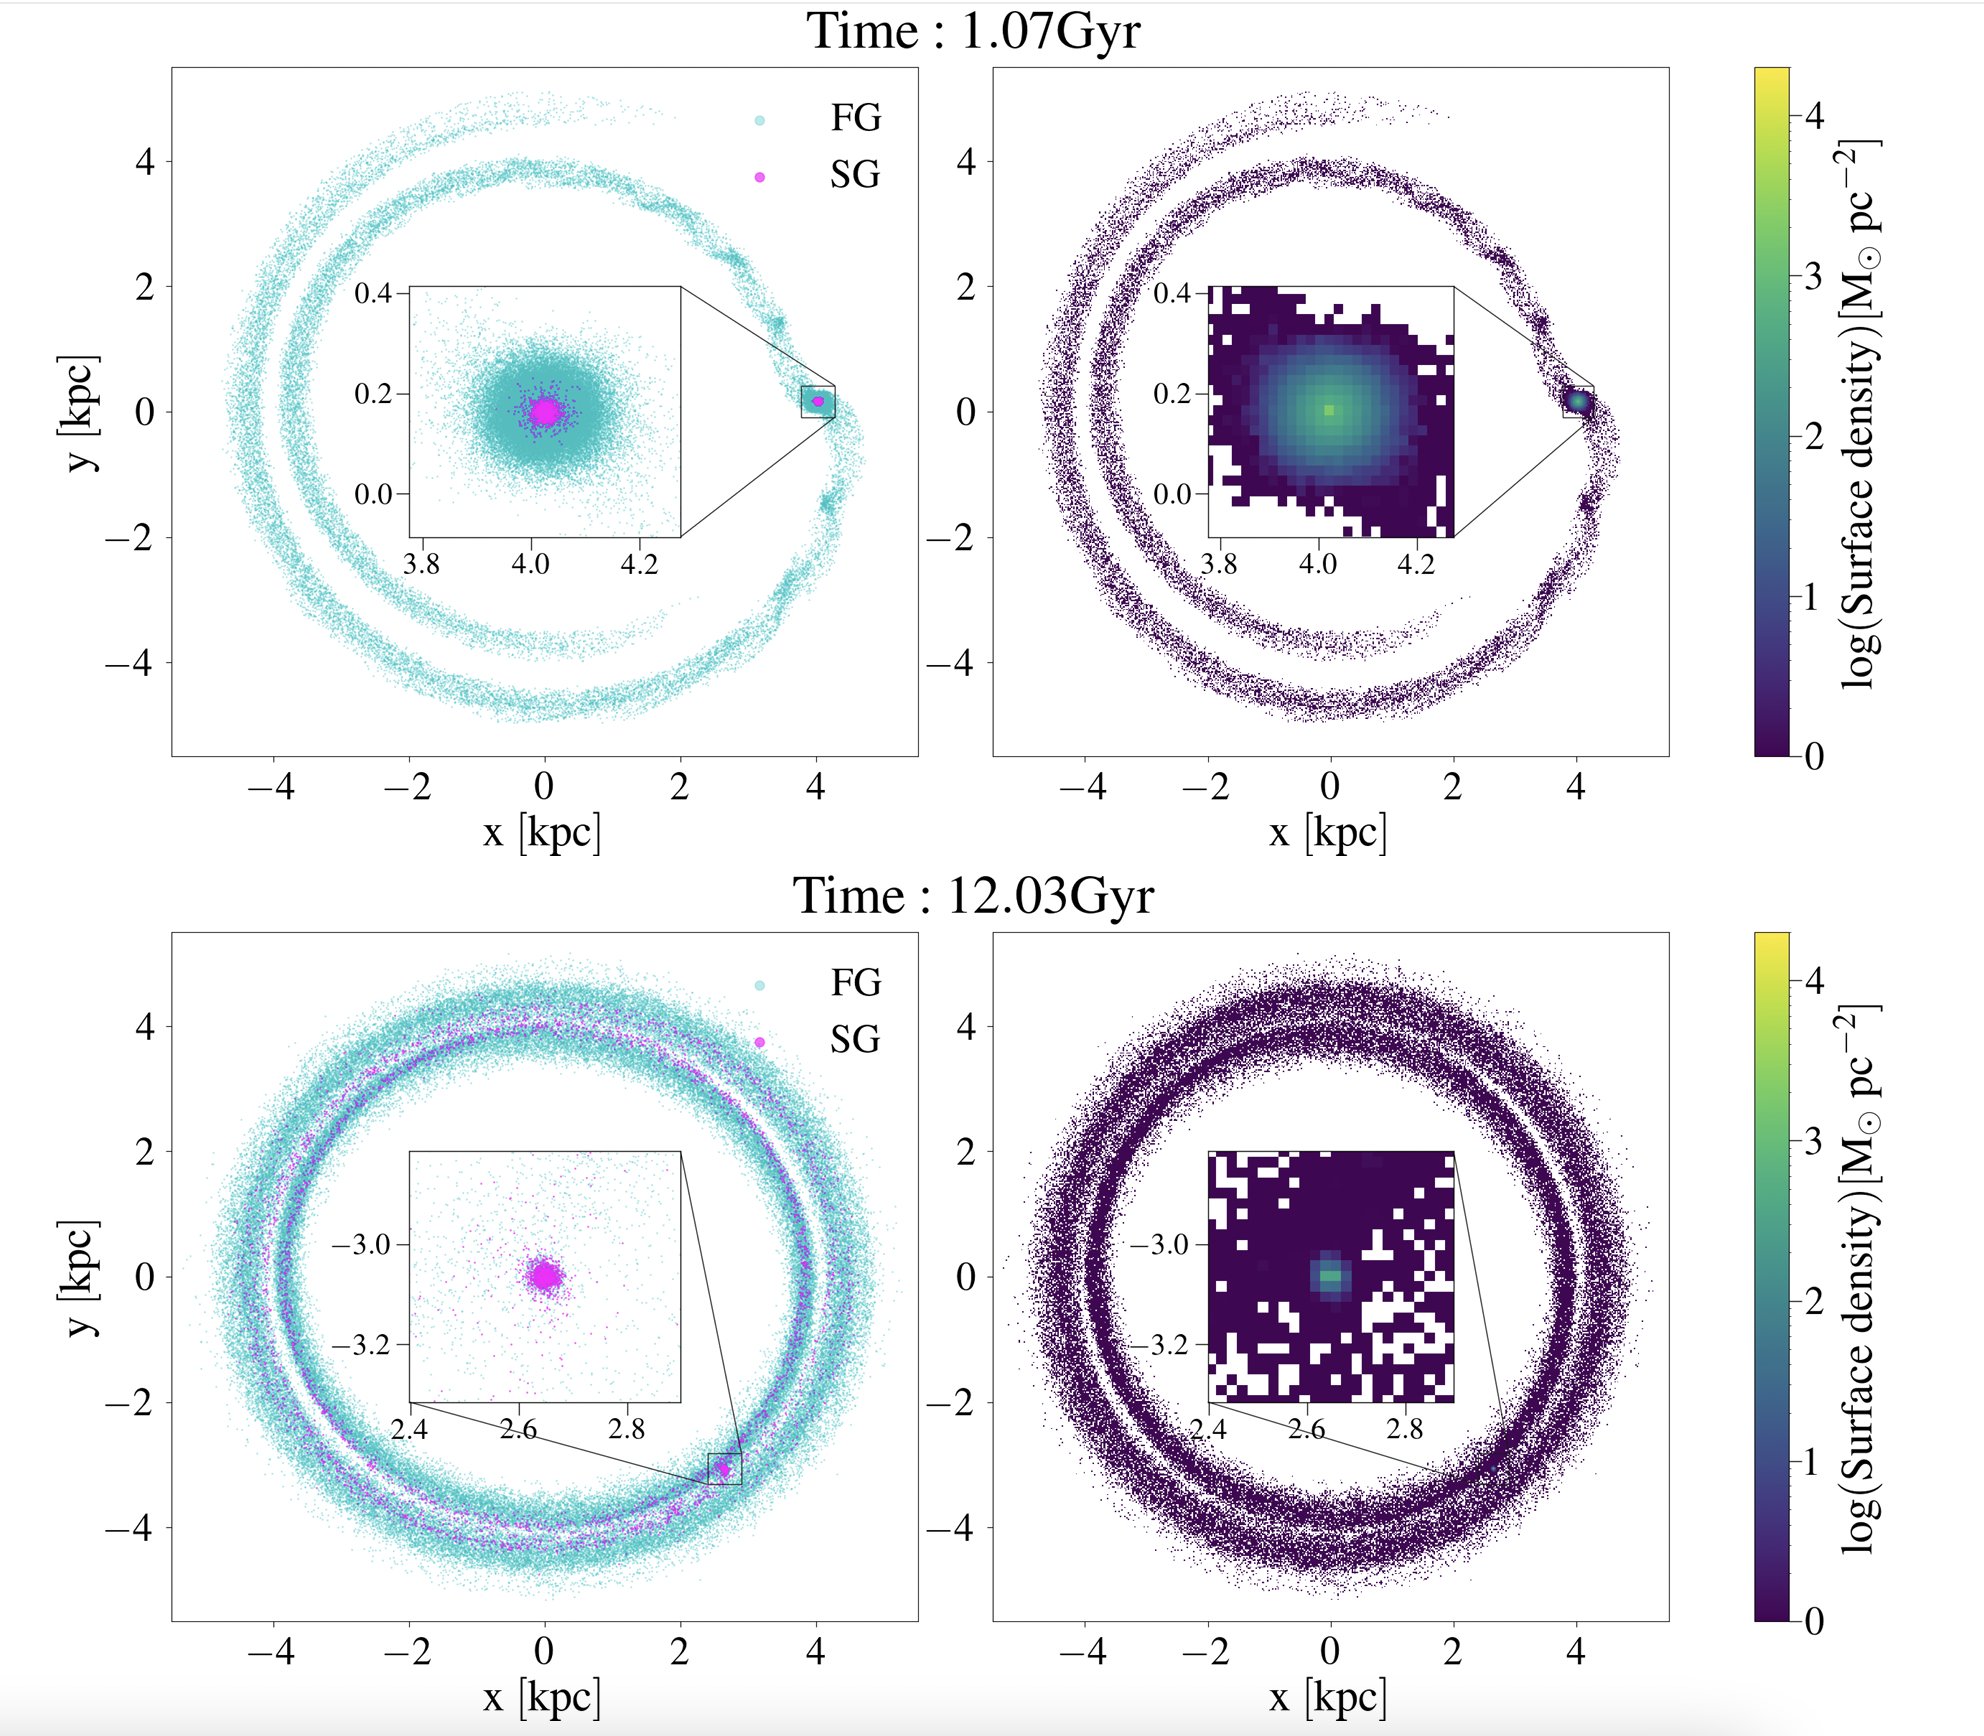 Time : 1.07Gyr
FG
SG
4
2
0
−2
−4
y [kpc]
0.4
0.2
0.0
3.8 4.0 4.2
−4 −2 0 2 4
x [kpc]
4
2
0
−2
−4
0.4
0.2
0.0
3.8 4.0 4.2
−4 −2 0 2 4
x [kpc]
4
3
2
1
0
log(Surface density)[M⊙ pc⁻²]
Time : 12.03Gyr
FG
SG
4
2
0
−2
−4
y [kpc]
−3.0
−3.2
2.4 2.6 2.8
−4 −2 0 2 4
x [kpc]
4
2
0
−2
−4
−3.0
−3.2
2.4 2.6 2.8
−4 −2 0 2 4
x [kpc]
4
3
2
1
0
log(Surface density)[M⊙ pc⁻²]